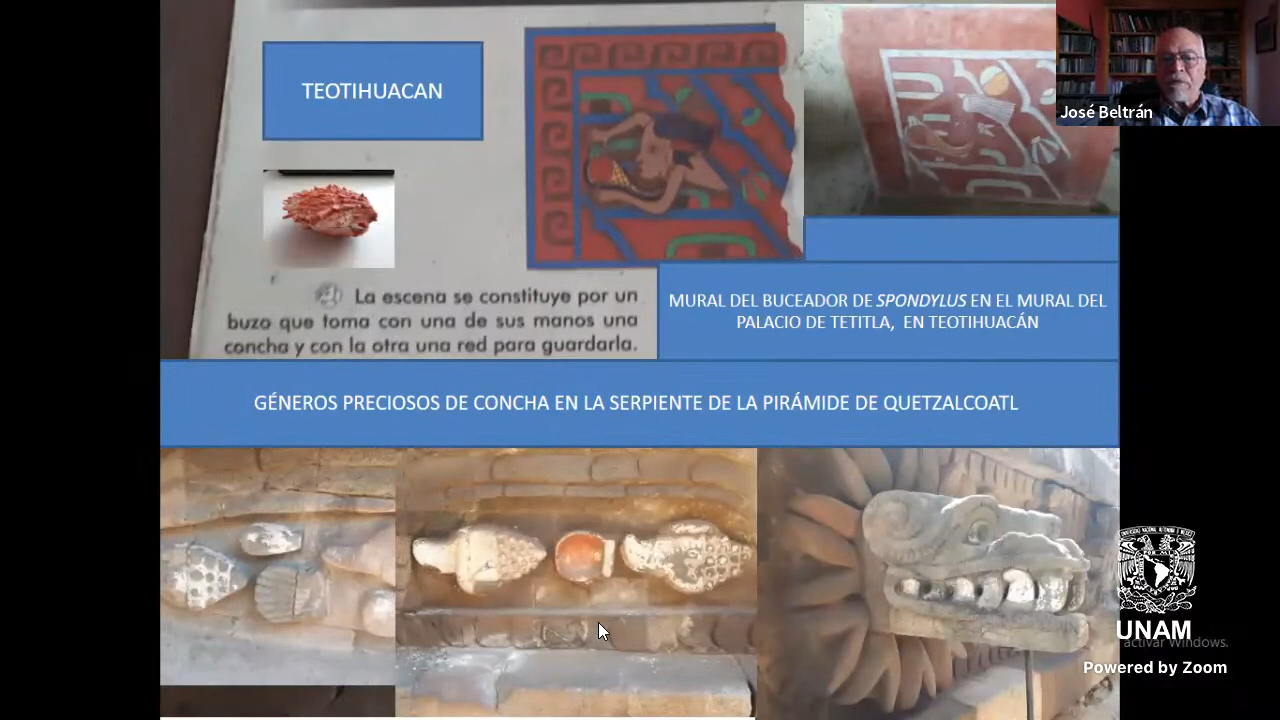 TEOTIHUACAN
José Beltrán
La escena se constituye por un
buzo que toma con una de sus manos una
concha y con la otra una red para guardarla.
MURAL DEL BUCEADOR DE SPONDYLUS EN EL MURAL DEL
PALACIO DE TETITLA, EN TEOTIHUACÁN
GÉNEROS PRECIOSOS DE CONCHA EN LA SERPIENTE DE LA PIRÁMIDE DE QUETZALCOATL
UNAM
activar Windows.
Powered by Zoom